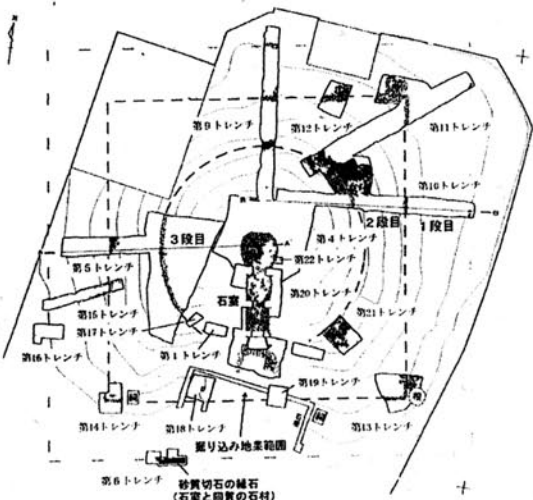 第9トレンチ
第12トレンチ
第11トレンチ
第10トレンチ
2段目
1段目
3段目
第4トレンチ
第22トレンチ
第5トレンチ
石室
第20トレンチ
第15トレンチ
第21トレンチ
第17トレンチ
第16トレンチ
第1トレンチ
第19トレンチ
第14トレンチ
第18トレンチ
掘り込み地業範囲
第13トレンチ
第6トレンチ
砂質切石の縁石
(石室と同質の石材)